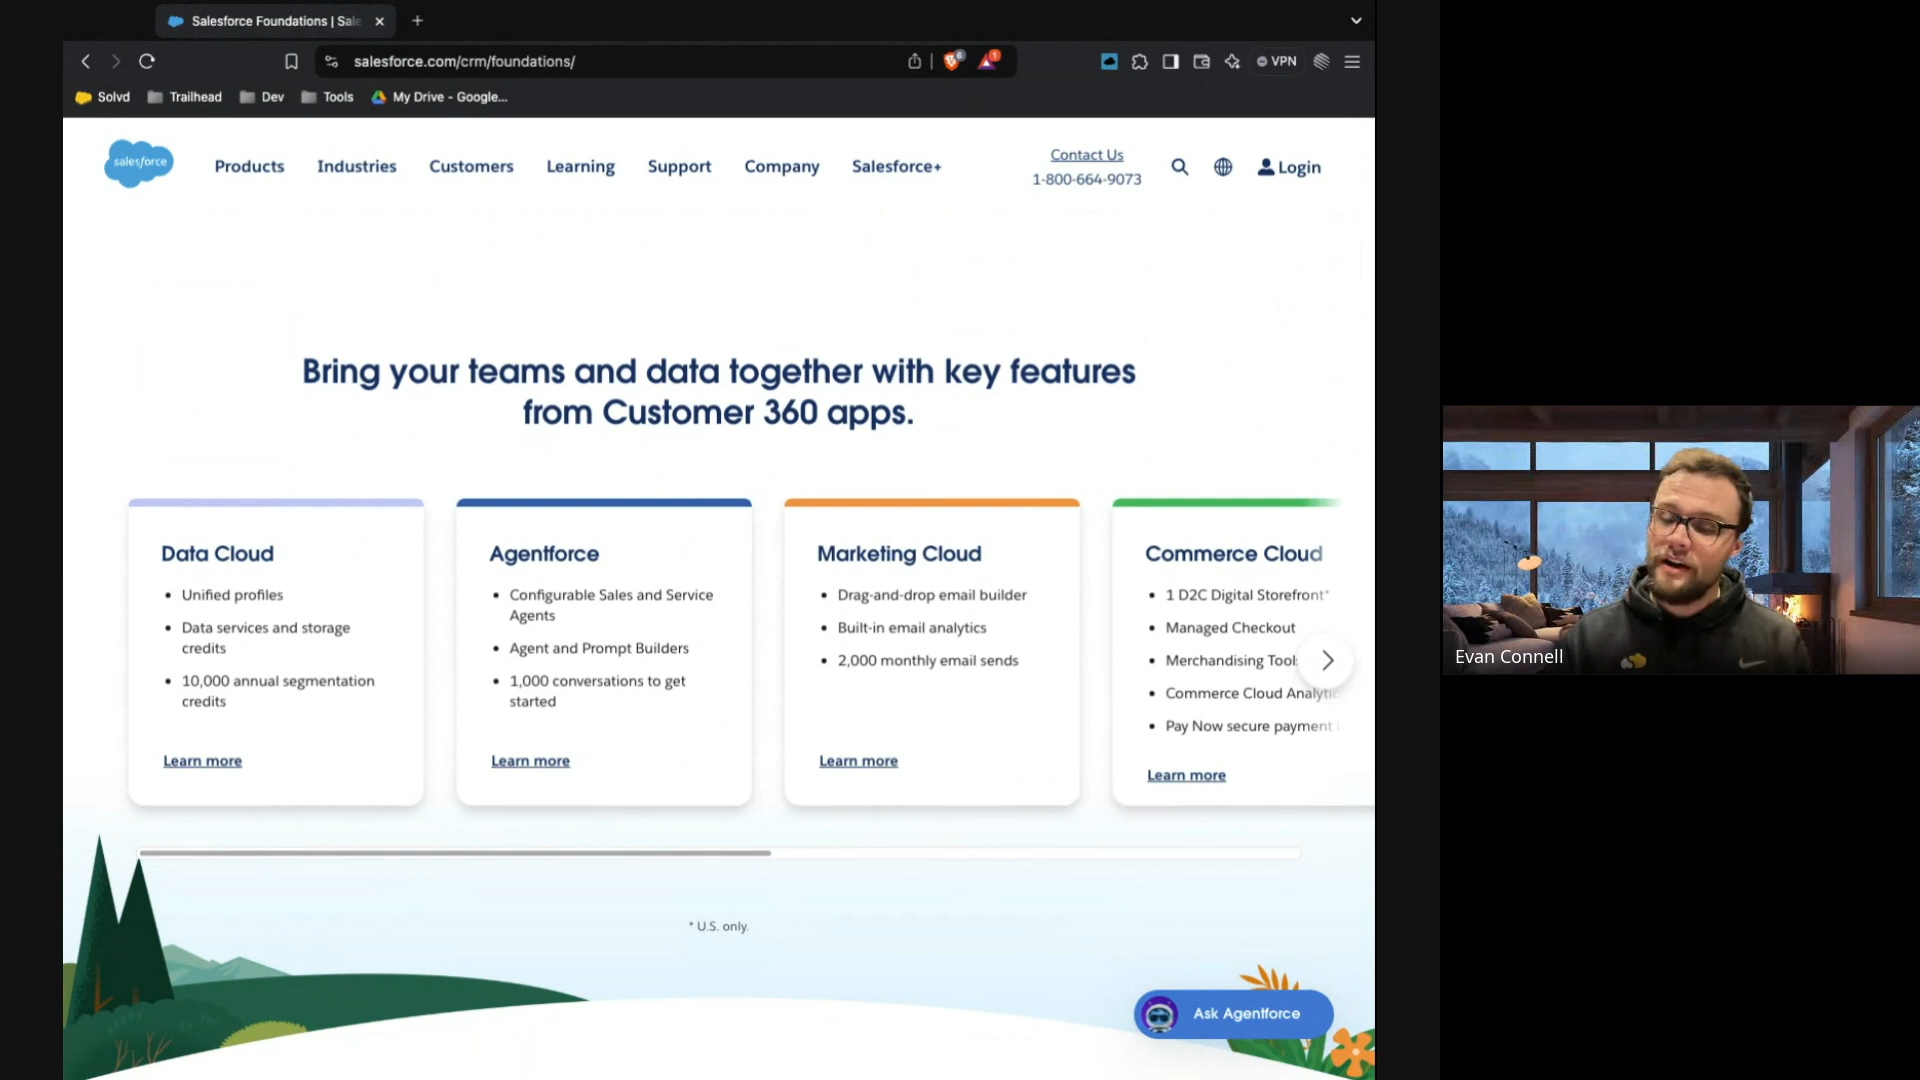 Salesforce Foundations | Sale
salesforce.com/crm/foundations/
6
1
VPN
Solvd
Trailhead
Dev
Tools
My Drive - Google...
salesforce
Products
Industries
Customers
Learning
Support
Company
Salesforce+
Contact Us
1-800-664-9073
Login
Bring your teams and data together with key features
from Customer 360 apps.
Data Cloud
Unified profiles
Data services and storage
credits
10,000 annual segmentation
credits
Learn more
Agentforce
Configurable Sales and Service
Agents
Agent and Prompt Builders
1,000 conversations to get
started
Learn more
Marketing Cloud
Drag-and-drop email builder
Built-in email analytics
2,000 monthly email sends
Learn more
Commerce Cloud
1 D2C Digital Storefront*
Managed Checkout
Merchandising Tools
Commerce Cloud Analytic
Pay Now secure payment
Learn more
* U.S. only.
Ask Agentforce
Evan Connell